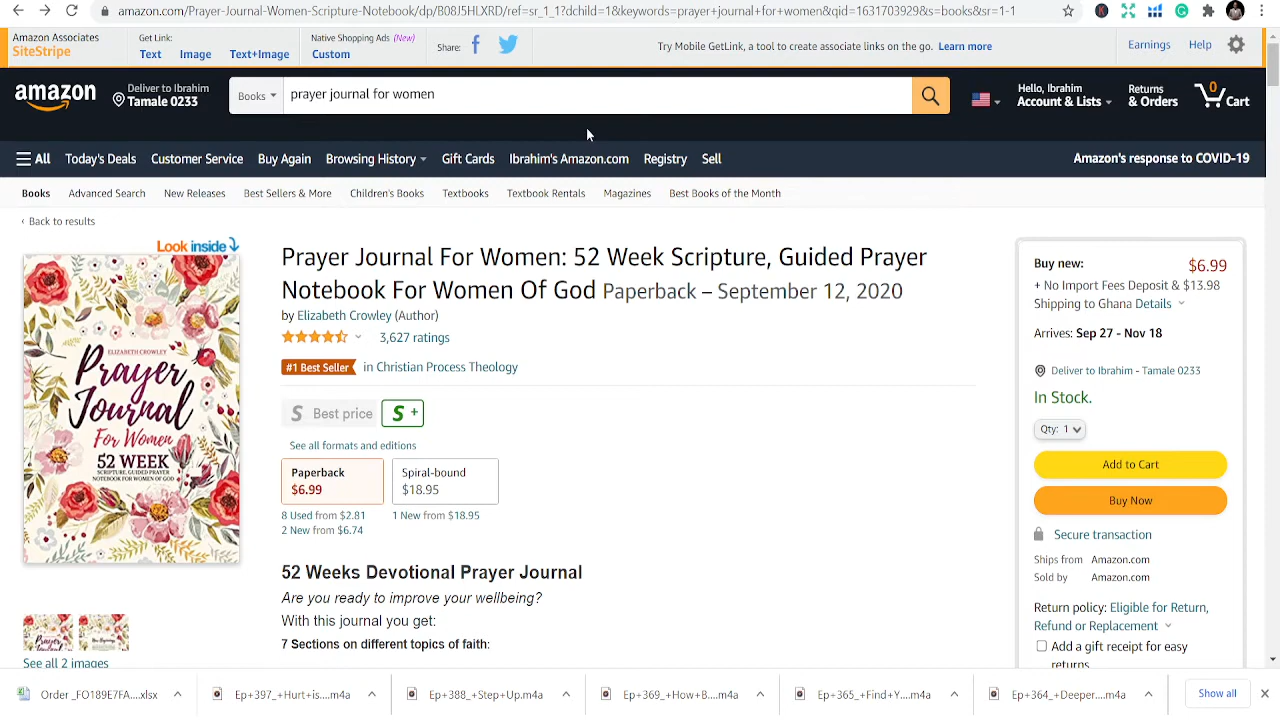 amazon.com/Prayer-Journal-Women-Scripture-Notebook/dp/B08J5HLXRD/ref=sr_1_1?dchild=1&keywords=prayer+journal+for+women&qid=1631703929&s=books&sr=1-1
Amazon Associates
SiteStripe
Get Link:
Text Image Text+Image
Native Shopping Ads (New)
Custom
Share:
Try Mobile GetLink, a tool to create associate links on the go. Learn more
Earnings Help
amazon
Deliver to Ibrahim
Tamale 0233
Books
prayer journal for women
Hello, Ibrahim
Account & Lists
Returns
& Orders
0
Cart
All Today's Deals Customer Service Buy Again Browsing History Gift Cards Ibrahim's Amazon.com Registry Sell
Amazon's response to COVID-19
Books Advanced Search New Releases Best Sellers & More Children's Books Textbooks Textbook Rentals Magazines Best Books of the Month
‹ Back to results
Look inside
ELIZABETH CROWLEY
Prayer
Journal
For Women
52 WEEK
SCRIPTURE, GUIDED PRAYER
NOTEBOOK FOR WOMEN OF GOD
See all 2 images
Prayer Journal For Women: 52 Week Scripture, Guided Prayer
Notebook For Women Of God Paperback – September 12, 2020
by Elizabeth Crowley (Author)
3,627 ratings
#1 Best Seller in Christian Process Theology
S Best price S +
See all formats and editions
Paperback
$6.99
Spiral-bound
$18.95
8 Used from $2.81
2 New from $6.74
1 New from $18.95
52 Weeks Devotional Prayer Journal
Are you ready to improve your wellbeing?
With this journal you get:
7 Sections on different topics of faith:
Buy new: $6.99
+ No Import Fees Deposit & $13.98
Shipping to Ghana Details
Arrives: Sep 27 - Nov 18
Deliver to Ibrahim - Tamale 0233
In Stock.
Qty: 1
Add to Cart
Buy Now
Secure transaction
Ships from Amazon.com
Sold by Amazon.com
Return policy: Eligible for Return,
Refund or Replacement
Add a gift receipt for easy
returns
Order _FO189E7FA....xlsx
Ep+397_+Hurt+is....m4a
Ep+388_+Step+Up.m4a
Ep+369_+How+B....m4a
Ep+365_+Find+Y....m4a
Ep+364_+Deeper....m4a
Show all